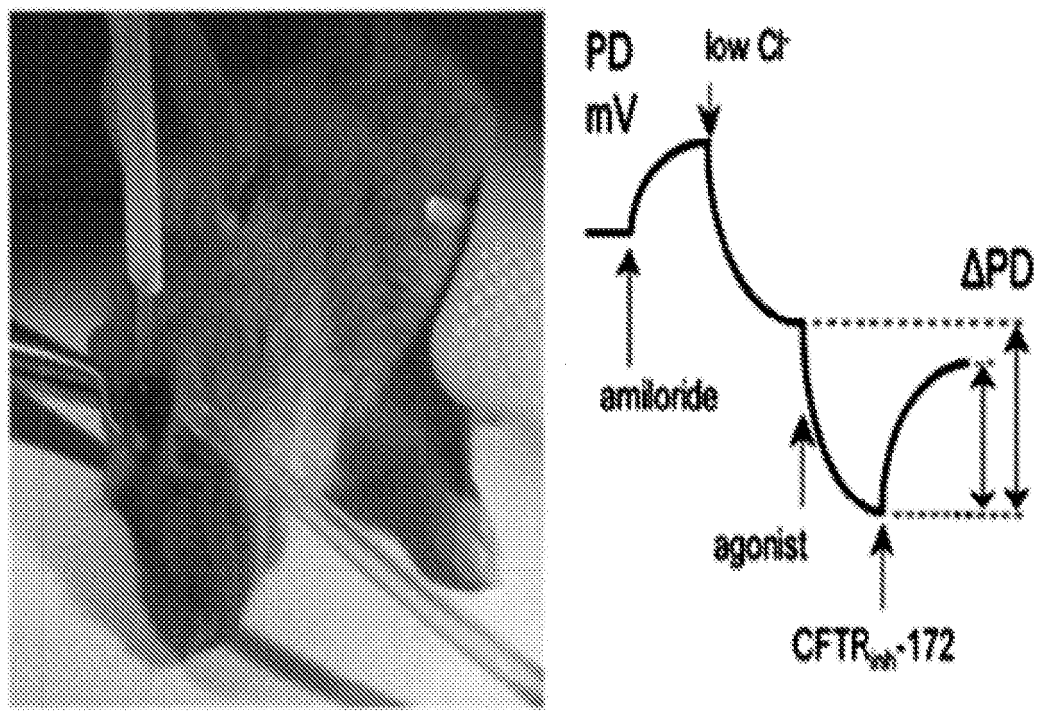 PD
mV
low Cl⁻
ΔPD
amiloride
agonist
CFTRinh-172